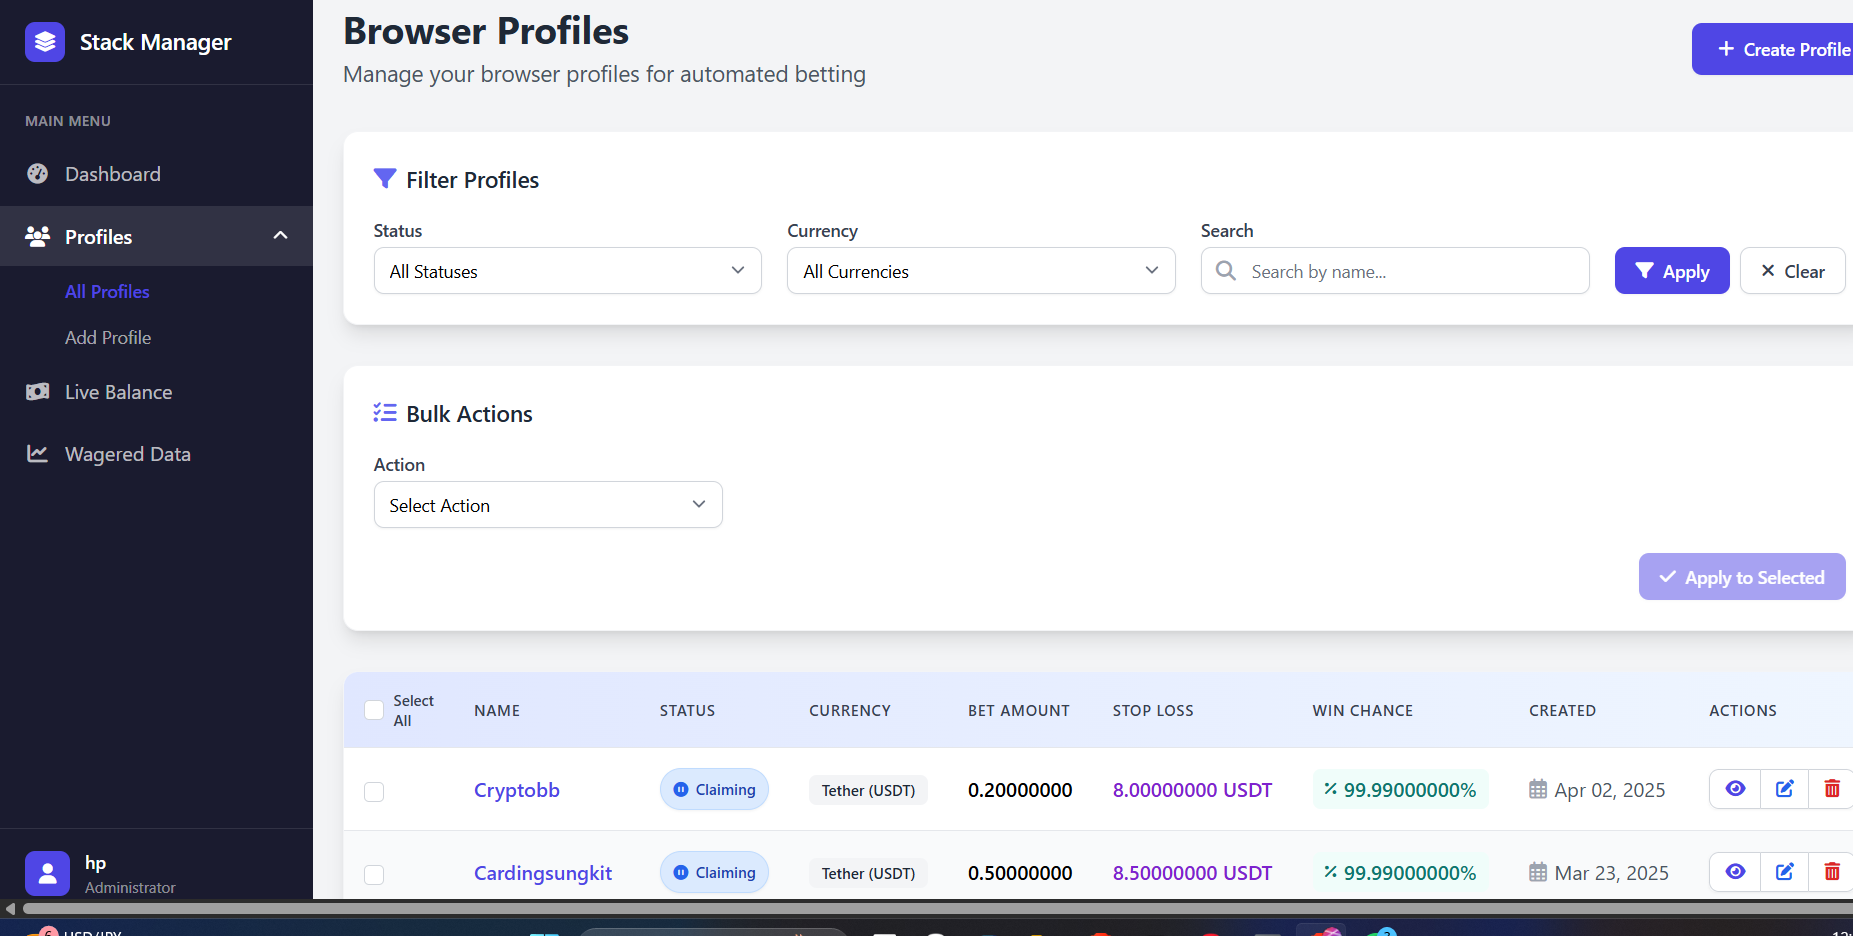 Stack Manager
MAIN MENU
Dashboard
Profiles
All Profiles
Add Profile
Live Balance
Wagered Data
hp
Administrator
Browser Profiles
Manage your browser profiles for automated betting
+ Create Profile
Filter Profiles
Status
All Statuses
Currency
All Currencies
Search
Search by name...
Apply
Clear
Bulk Actions
Action
Select Action
Apply to Selected
Select All NAME STATUS CURRENCY BET AMOUNT STOP LOSS WIN CHANCE CREATED ACTIONS
Cryptobb Claiming Tether (USDT) 0.20000000 8.00000000 USDT 99.99000000% Apr 02, 2025
Cardingsungkit Claiming Tether (USDT) 0.50000000 8.50000000 USDT 99.99000000% Mar 23, 2025
USD/JPY